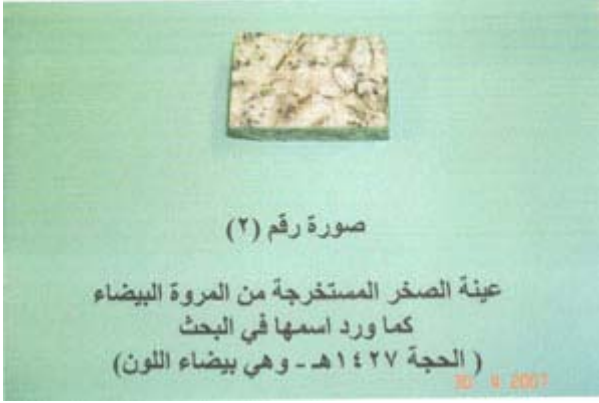 صورة رقم (٢)
عينة الصخر المستخرجة من المروة البيضاء
كما ورد اسمها في البحث
( الحجة ١٤٢٧هـ - وهي بيضاء اللون)
30 4 2007